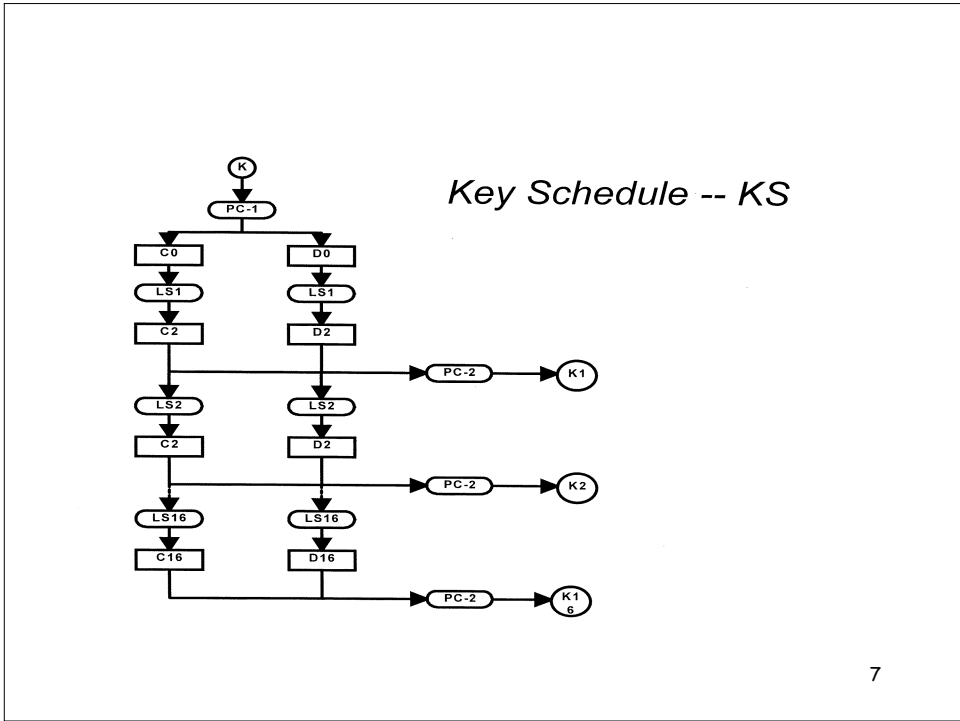 K
Key Schedule -- KS
PC-1
C0 D0
LS1 LS1
C2 D2
PC-2 K1
LS2 LS2
C2 D2
PC-2 K2
LS16 LS16
C16 D16
PC-2 K1
6
7